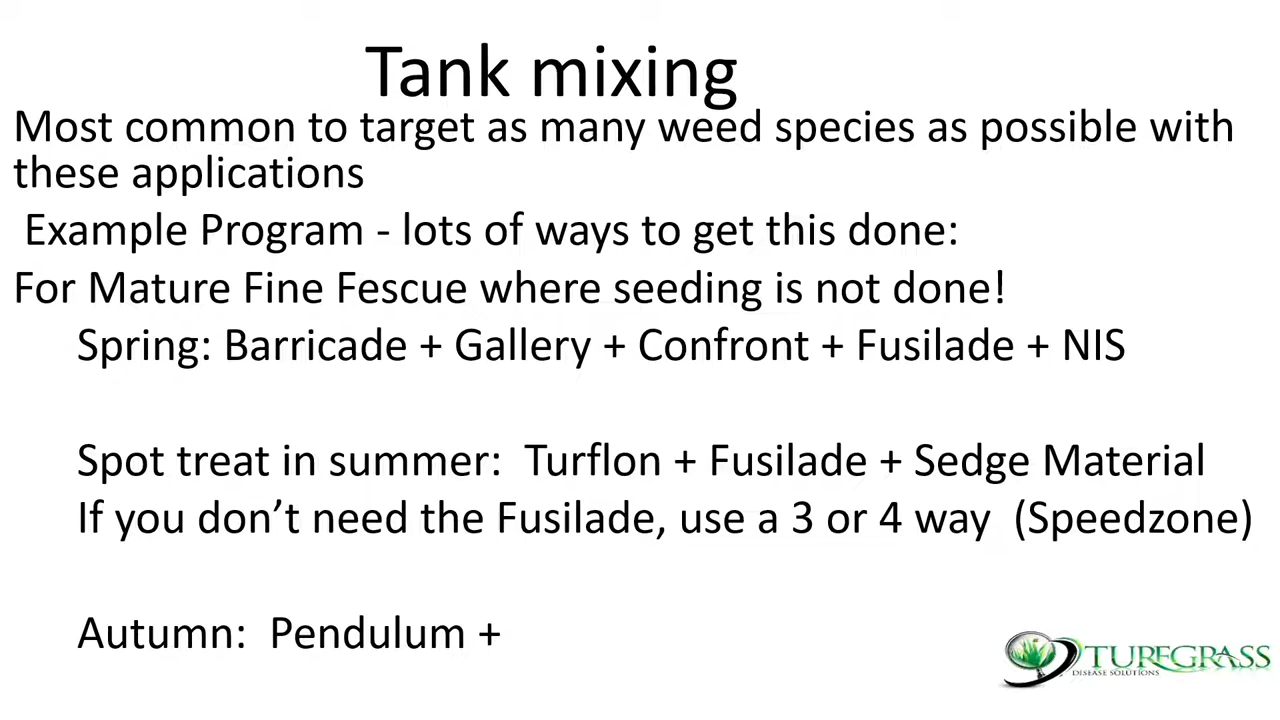 Tank mixing
Most common to target as many weed species as possible with
these applications
Example Program - lots of ways to get this done:
For Mature Fine Fescue where seeding is not done!
Spring: Barricade + Gallery + Confront + Fusilade + NIS
Spot treat in summer: Turflon + Fusilade + Sedge Material
If you don't need the Fusilade, use a 3 or 4 way (Speedzone)
Autumn: Pendulum +
TURFGRASS
DISEASE SOLUTIONS